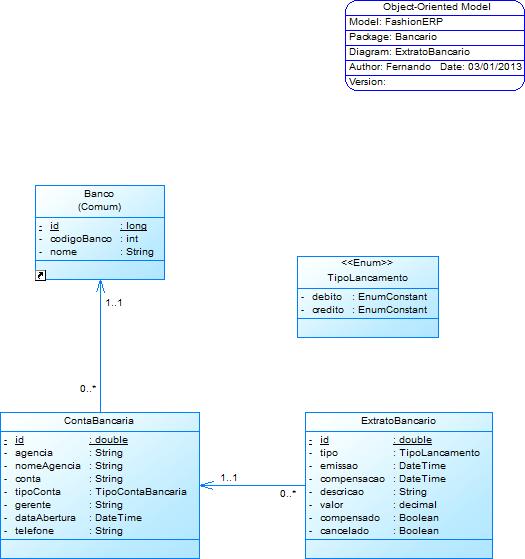 Object-Oriented Model
Model: FashionERP
Package: Bancario
Diagram: ExtratoBancario
Author: Fernando Date: 03/01/2013
Version:
Banco
(Comum)
- id : long
- codigoBanco : int
- nome : String
<<Enum>>
TipoLancamento
- debito : EnumConstant
- credito : EnumConstant
1..1
0..*
ContaBancaria
- id : double
- agencia : String
- nomeAgencia : String
- conta : String
- tipoConta : TipoContaBancaria
- gerente : String
- dataAbertura : DateTime
- telefone : String
1..1
0..*
ExtratoBancario
- id : double
- tipo : TipoLancamento
- emissao : DateTime
- compensacao : DateTime
- descricao : String
- valor : decimal
- compensado : Boolean
- cancelado : Boolean